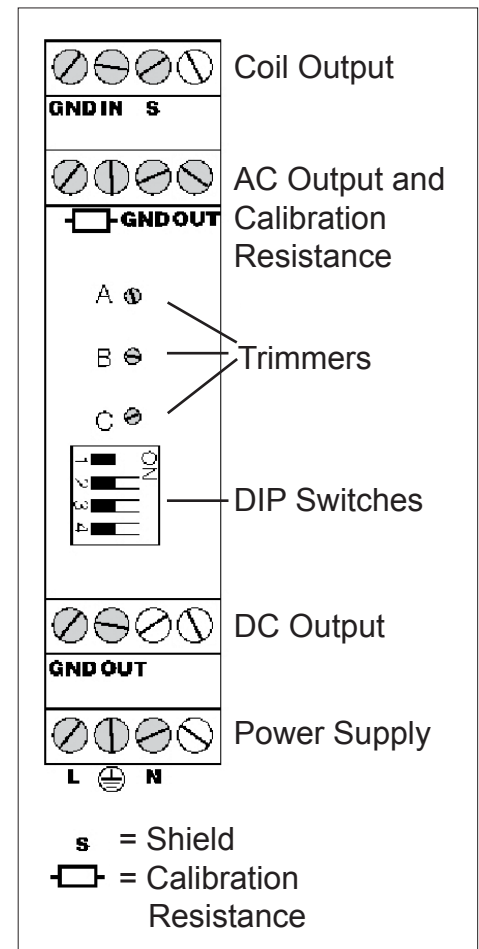 Coil Output
GND IN S
AC Output and
Calibration
Resistance
GND OUT
A
B
Trimmers
C
ON
1
2
3
4
DIP Switches
DC Output
GND OUT
Power Supply
L N
s = Shield
= Calibration
Resistance